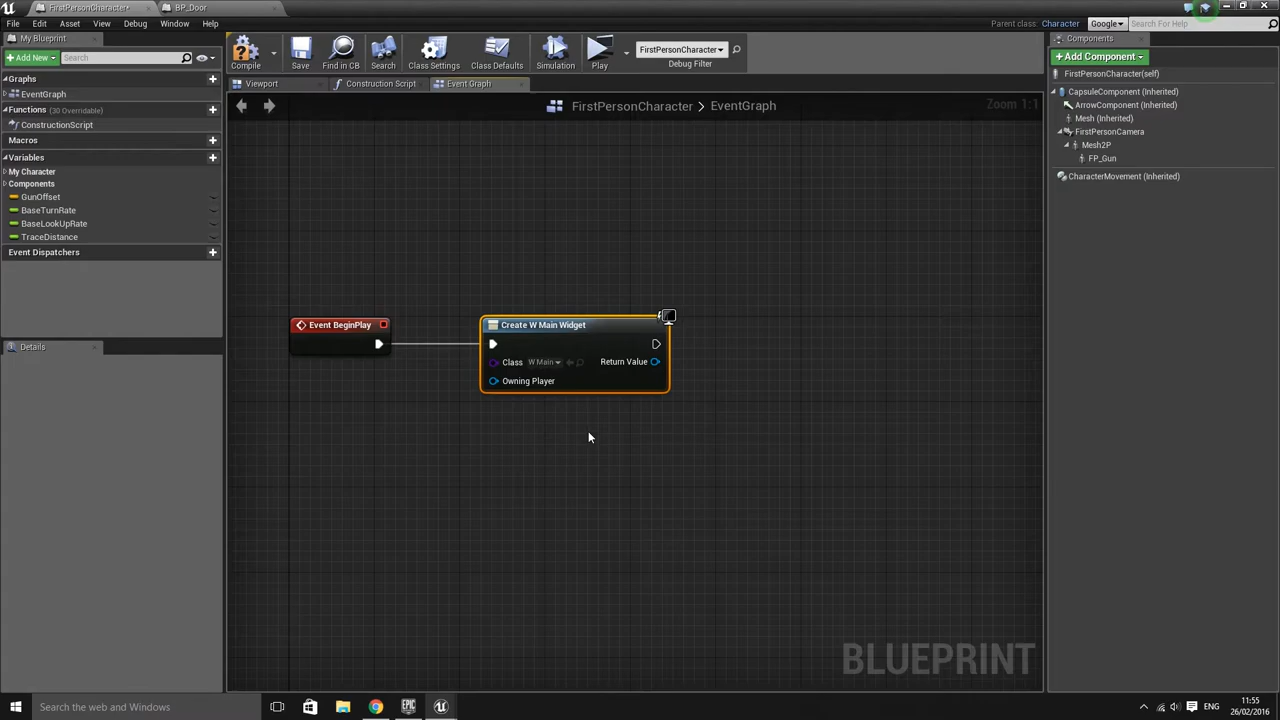 FirstPersonCharacter*
BP_Door
File
Edit
Asset
View
Debug
Window
Help
Parent class: Character
Google
Search For Help
My Blueprint
Add New
Search
Graphs
EventGraph
Functions (30 Overridable)
ConstructionScript
Macros
Variables
My Character
Components
GunOffset
BaseTurnRate
BaseLookUpRate
TraceDistance
Event Dispatchers
Details
Compile
Save
Find in CB
Search
Class Settings
Class Defaults
Simulation
Play
FirstPersonCharacter
Debug Filter
Viewport
Construction Script
Event Graph
FirstPersonCharacter > EventGraph
Zoom 1:1
Event BeginPlay
Create W Main Widget
Class W Main
Return Value
Owning Player
BLUEPRINT
Components
Add Component
FirstPersonCharacter(self)
CapsuleComponent (Inherited)
ArrowComponent (Inherited)
Mesh (Inherited)
FirstPersonCamera
Mesh2P
FP_Gun
CharacterMovement (Inherited)
Search the web and Windows
EPIC
ENG
11:55
26/02/2016